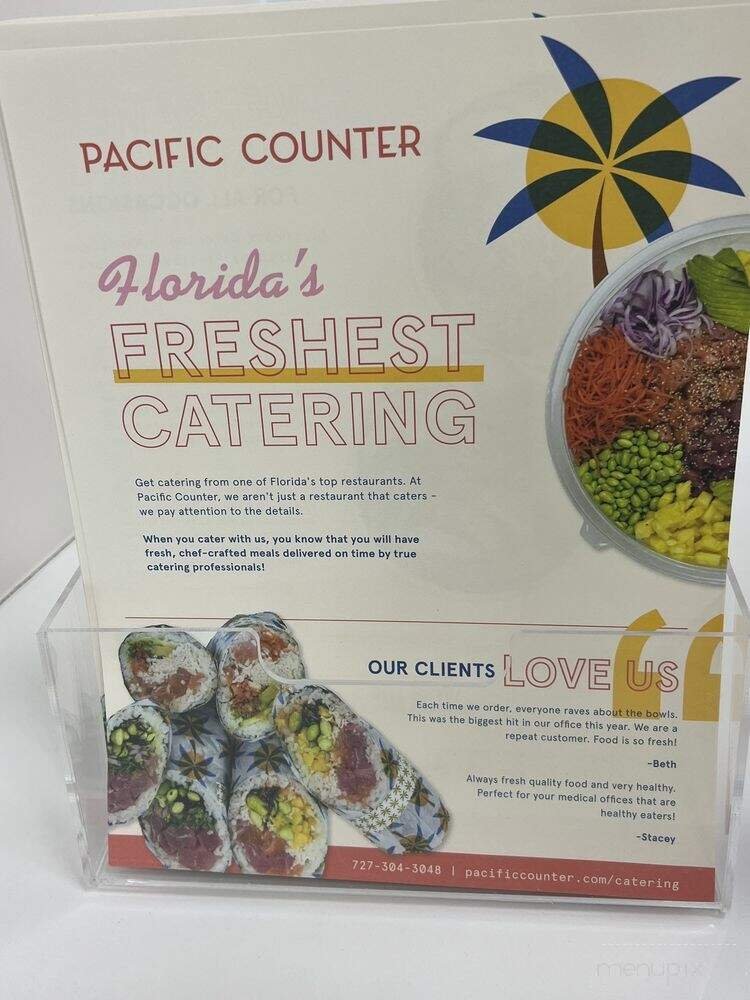 PACIFIC COUNTER
Florida's
FRESHEST
CATERING
Get catering from one of Florida's top restaurants. At
Pacific Counter, we aren't just a restaurant that caters –
we pay attention to the details.
When you cater with us, you know that you will have
fresh, chef-crafted meals delivered on time by true
catering professionals!
OUR CLIENTS LOVE US
Each time we order, everyone raves about the bowls.
This was the biggest hit in our office this year. We are a
repeat customer. Food is so fresh!
-Beth
Always fresh quality food and very healthy.
Perfect for your medical offices that are
healthy eaters!
-Stacey
727-304-3048 | pacificcounter.com/catering
menupix